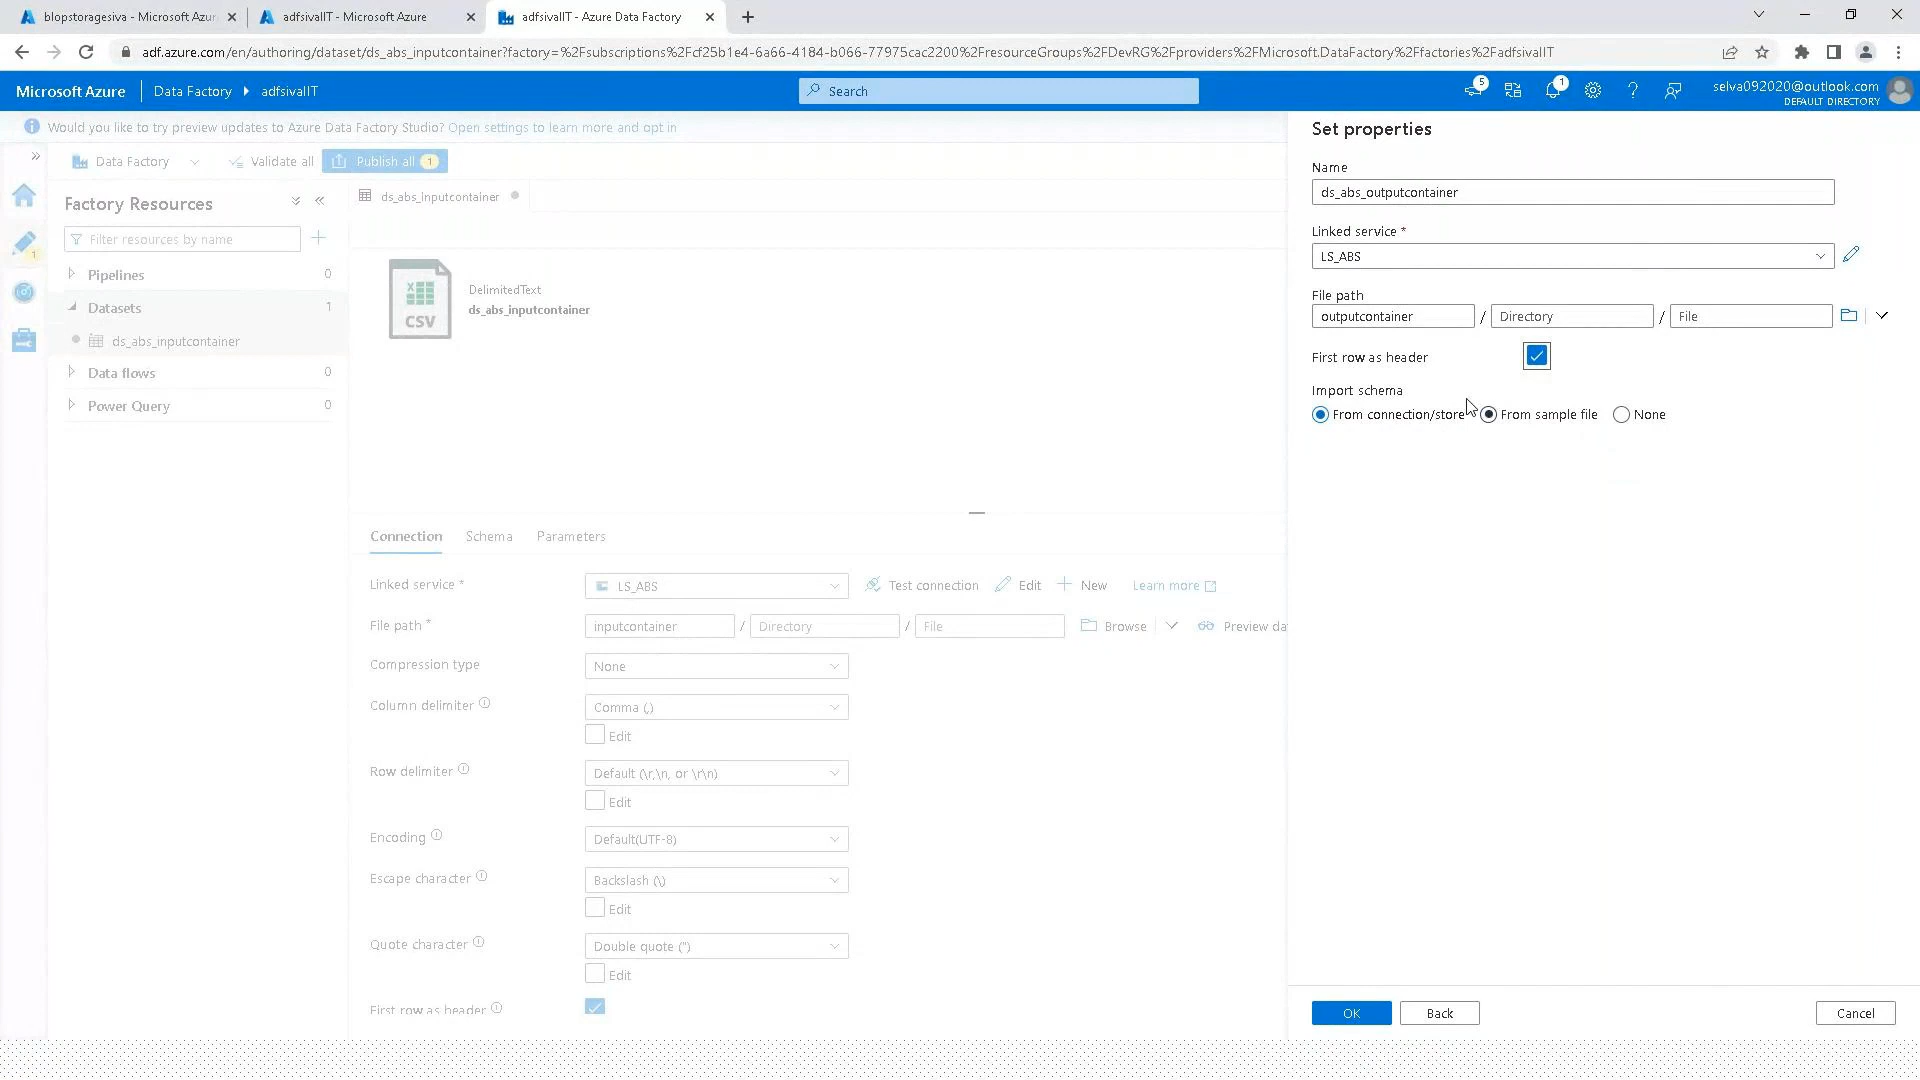 blopstoragesiva - Microsoft Azur
adfsivaIIT - Microsoft Azure
adfsivaIIT - Azure Data Factory
adf.azure.com/en/authoring/dataset/ds_abs_inputcontainer?factory=%2Fsubscriptions%2Fcf25b1e4-6a66-4184-b066-77975cac2200%2FresourceGroups%2FDevRG%2Fproviders%2FMicrosoft.DataFactory%2Ffactories%2FadfsivaIIT
Microsoft Azure
Data Factory
adfsivaIIT
Search
5
1
selva092020@outlook.com
DEFAULT DIRECTORY
Would you like to try preview updates to Azure Data Factory Studio? Open settings to learn more and opt in
Data Factory
Validate all
Publish all 1
1
Factory Resources
Filter resources by name
Pipelines 0
Datasets 1
ds_abs_inputcontainer
Data flows 0
Power Query 0
ds_abs_inputcontainer
CSV
DelimitedText
ds_abs_inputcontainer
Connection
Schema
Parameters
Linked service *
LS_ABS
Test connection
Edit
New
Learn more
File path *
inputcontainer / Directory / File
Browse
Preview da
Compression type
None
Column delimiter
Comma (,)
Edit
Row delimiter
Default (\r,\n, or \r\n)
Edit
Encoding
Default(UTF-8)
Escape character
Backslash (\)
Edit
Quote character
Double quote (")
Edit
First row as header
Set properties
Name
ds_abs_outputcontainer
Linked service *
LS_ABS
File path
outputcontainer / Directory / File
First row as header
Import schema
From connection/store
From sample file
None
OK
Back
Cancel